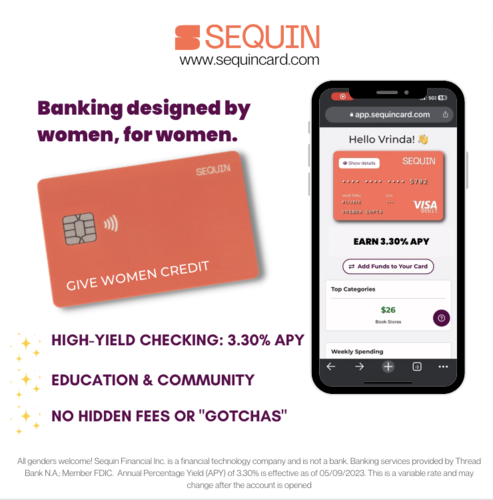 SEQUIN
www.sequincard.com
Banking designed by
women, for women.
SEQUIN
GIVE WOMEN CREDIT
5G
app.sequincard.com
Hello Vrinda! 👋
Show details
SEQUIN
•••• •••• •••• 5702
VISA
DEBIT
EARN 3.30% APY
Add Funds to Your Card
Top Categories
$26
Book Stores
Weekly Spending
HIGH-YIELD CHECKING: 3.30% APY
EDUCATION & COMMUNITY
NO HIDDEN FEES OR "GOTCHAS"
All genders welcome! Sequin Financial Inc. is a financial technology company and is not a bank. Banking services provided by Thread
Bank N.A.; Member FDIC. Annual Percentage Yield (APY) of 3.30% is effective as of 05/09/2023. This is a variable rate and may
change after the account is opened